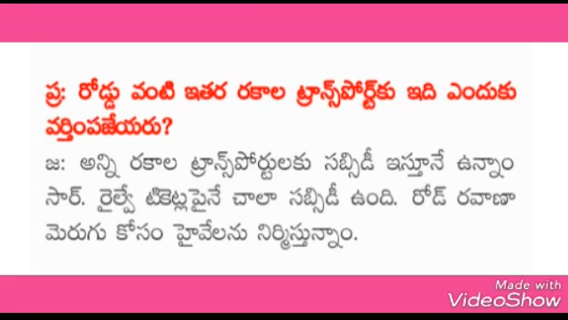 ప్ర: రోడ్డు వంటి ఇతర రకాల ట్రాన్స్‌పోర్ట్‌కు ఇది ఎందుకు
వర్తింపజేయరు?
జ: అన్ని రకాల ట్రాన్స్‌పోర్టులకు సబ్సిడీ ఇస్తూనే ఉన్నాం
సార్. రైల్వే టికెట్లపైనే చాలా సబ్సిడీ ఉంది. రోడ్ రవాణా
మెరుగు కోసం హైవేలను నిర్మిస్తున్నాం.
Made with
VideoShow